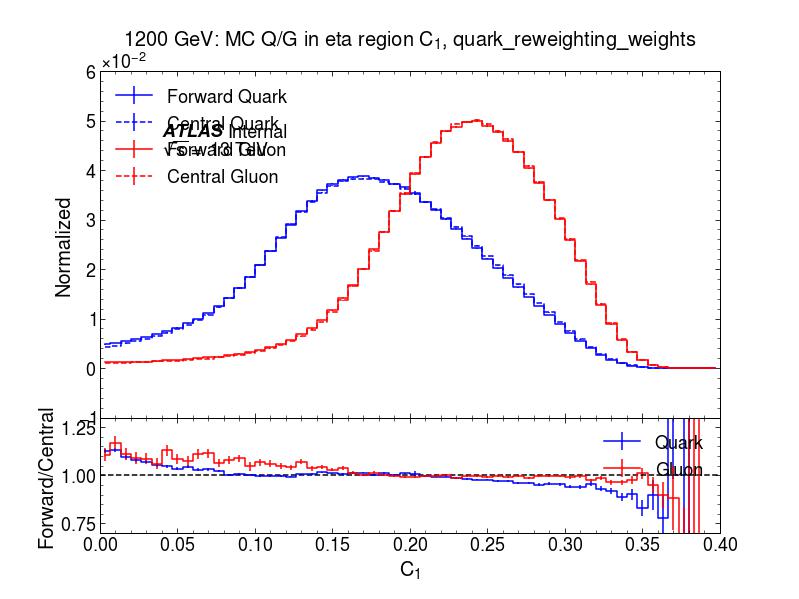 1200 GeV: MC Q/G in eta region C₁, quark_reweighting_weights
×10⁻²
6
5
4
3
2
1
0
−1
Normalized
Forward Quark
Central Quark
ATLAS Internal
√s = 13 TeV
Forward Gluon
Central Gluon
1.25
1.00
0.75
Forward/Central
Quark
Gluon
0.00 0.05 0.10 0.15 0.20 0.25 0.30 0.35 0.40
C₁